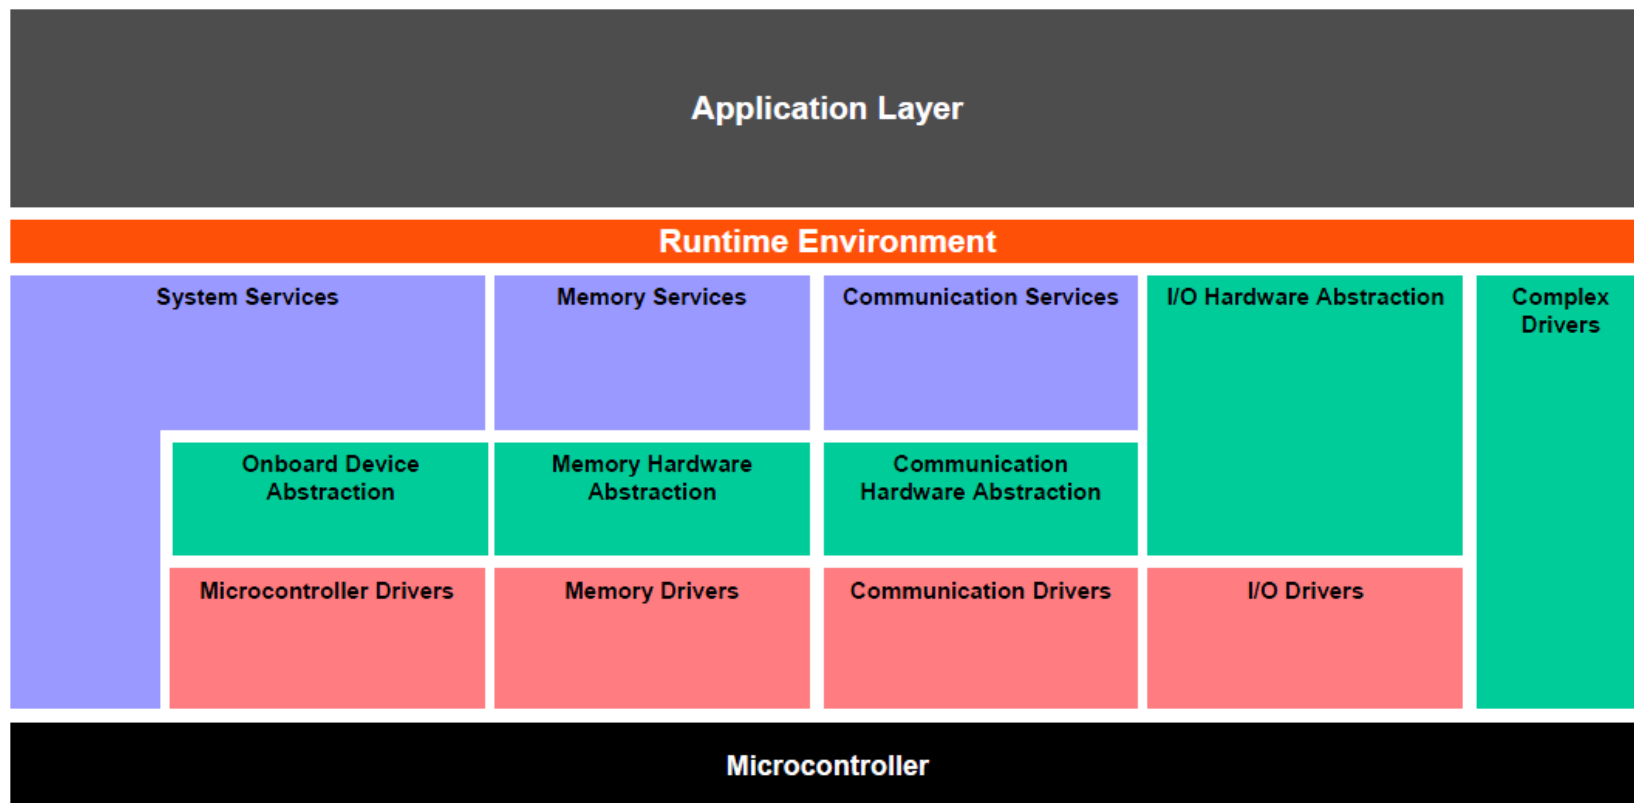 Application Layer
Runtime Environment
System Services
Memory Services
Communication Services
I/O Hardware Abstraction
Complex
Drivers
Onboard Device
Abstraction
Memory Hardware
Abstraction
Communication
Hardware Abstraction
Microcontroller Drivers
Memory Drivers
Communication Drivers
I/O Drivers
Microcontroller